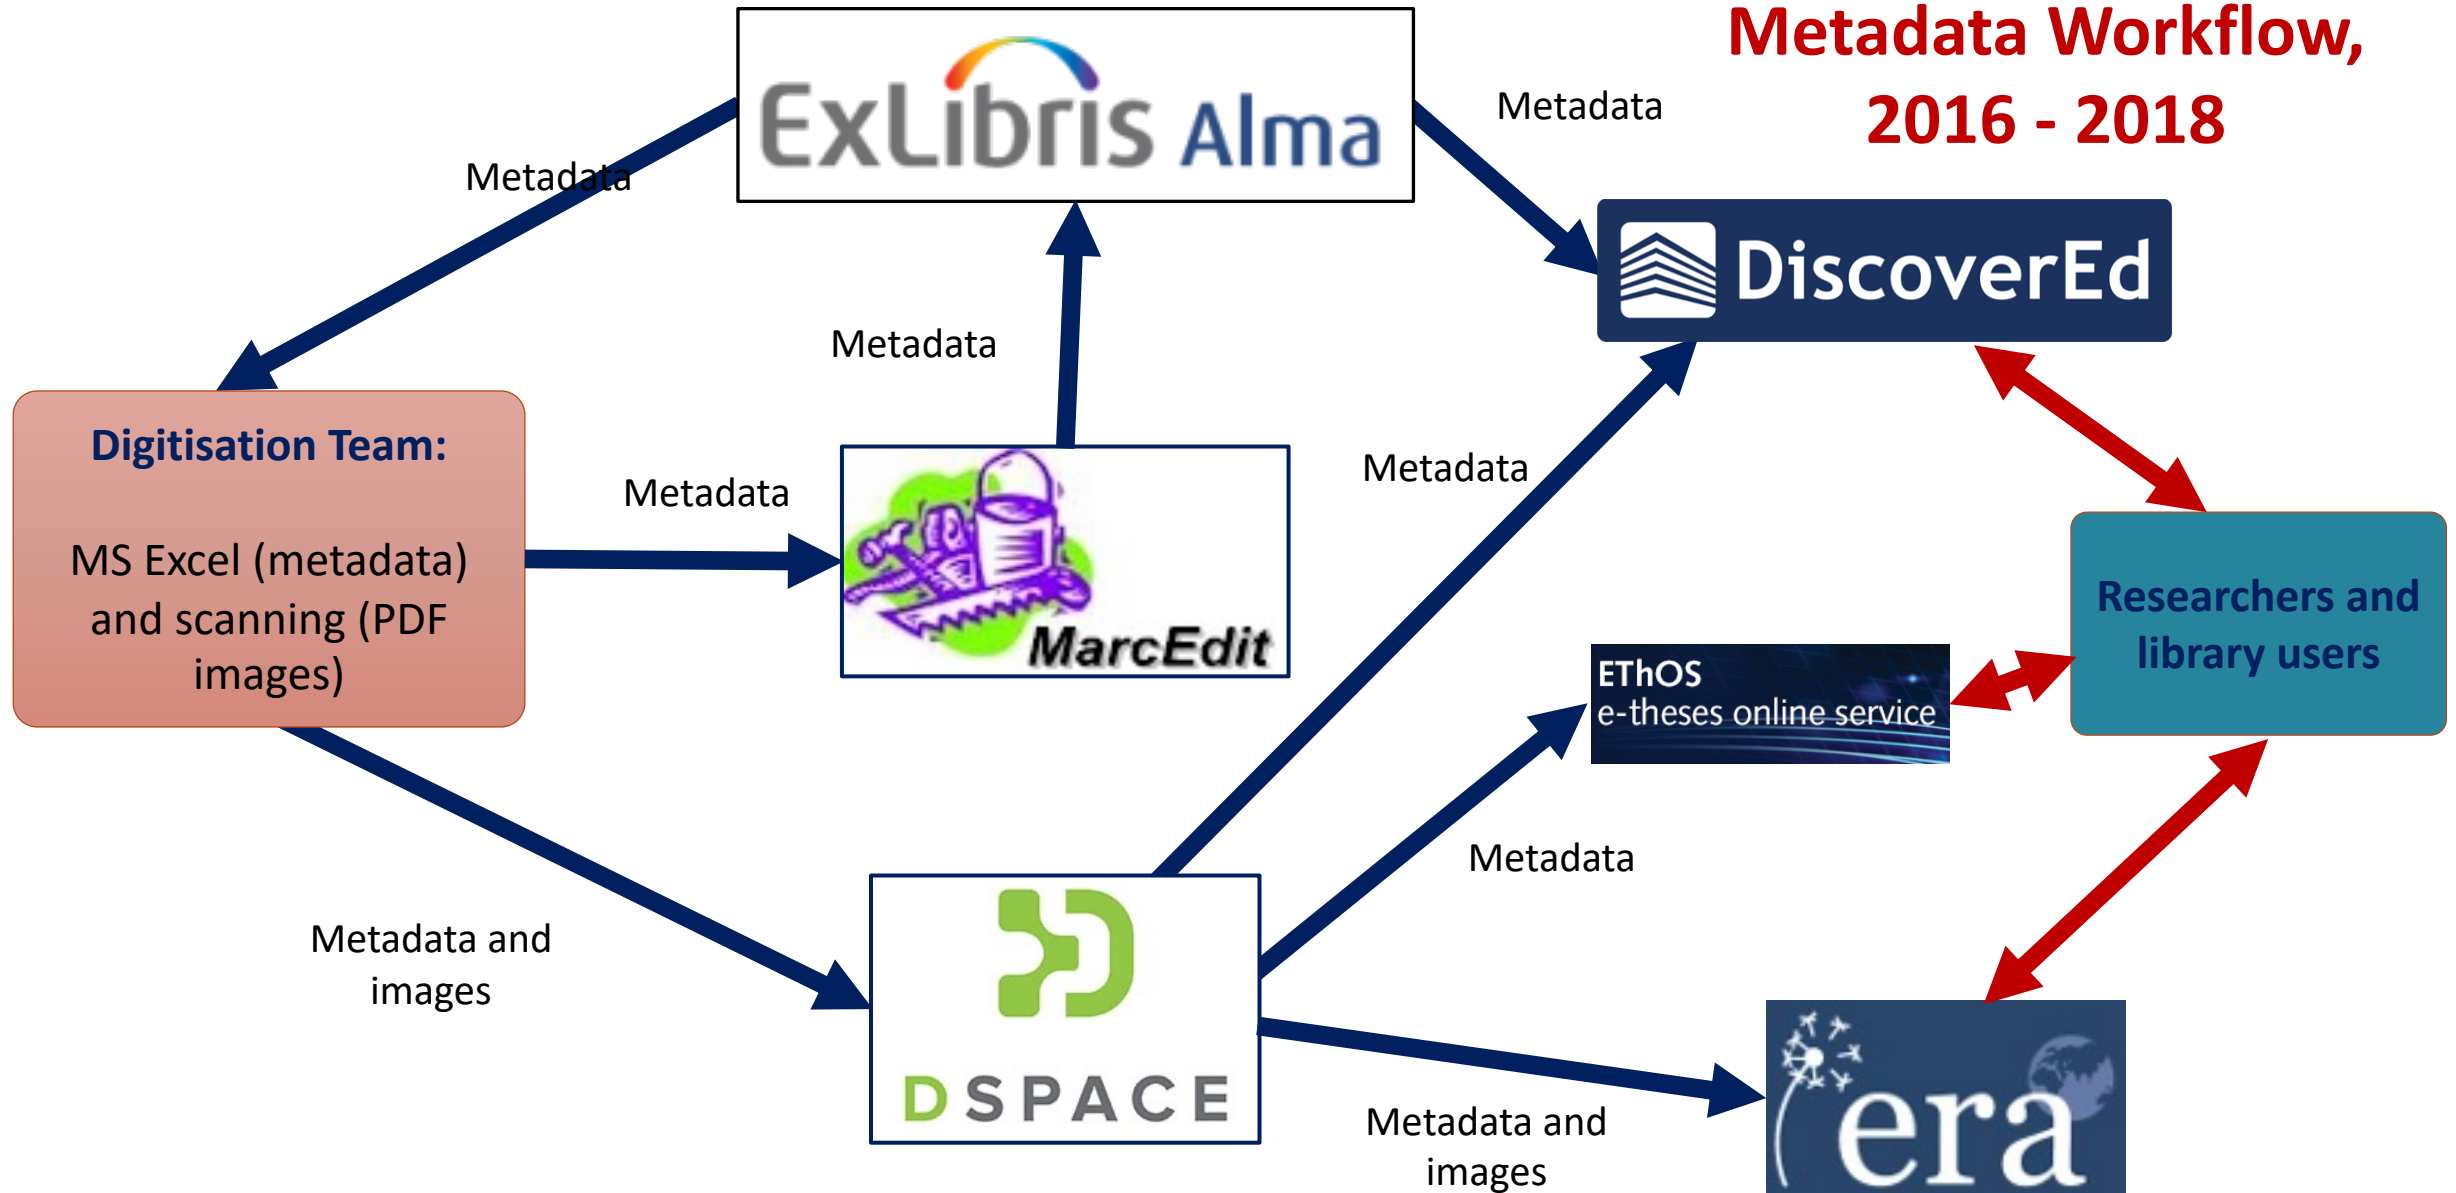 Metadata Workflow,
2016 - 2018
ExLibris Alma
Metadata
Metadata
DiscoverEd
Metadata
Digitisation Team:
MS Excel (metadata)
and scanning (PDF
images)
Metadata
MarcEdit
Metadata
Researchers and
library users
EThOS
e-theses online service
Metadata
Metadata and
images
DSPACE
Metadata and
images
era